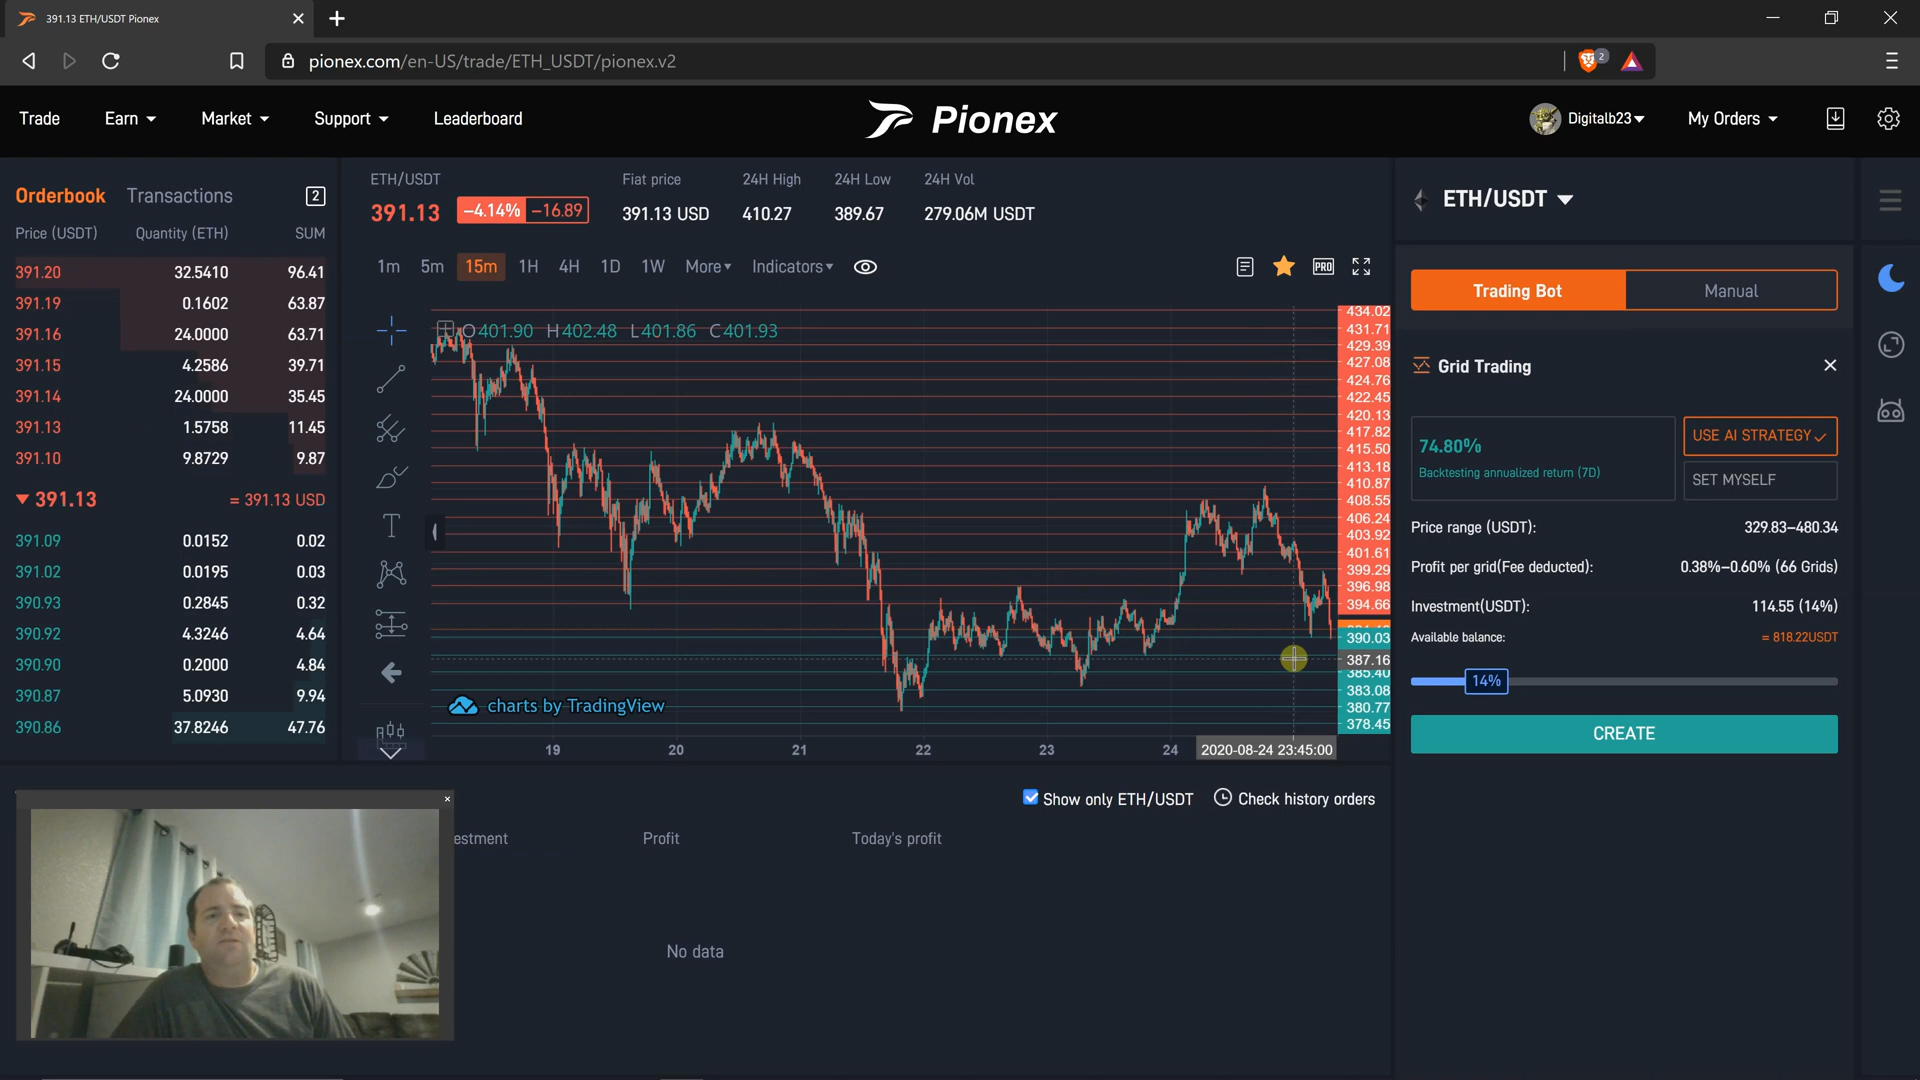 391.13 ETH/USDT Pionex
pionex.com/en-US/trade/ETH_USDT/pionex.v2
2
Trade Earn Market Support Leaderboard
Pionex
Digitalb23 My Orders
Orderbook Transactions 2
Price (USDT) Quantity (ETH) SUM
391.20 32.5410 96.41
391.19 0.1602 63.87
391.16 24.0000 63.71
391.15 4.2586 39.71
391.14 24.0000 35.45
391.13 1.5758 11.45
391.10 9.8729 9.87
391.13 = 391.13 USD
391.09 0.0152 0.02
391.02 0.0195 0.03
390.93 0.2845 0.32
390.92 4.3246 4.64
390.90 0.2000 4.84
390.87 5.0930 9.94
390.86 37.8246 47.76
ETH/USDT Fiat price 24H High 24H Low 24H Vol
391.13 -4.14% -16.89 391.13 USD 410.27 389.67 279.06M USDT
1m 5m 15m 1H 4H 1D 1W More Indicators PRO
O401.90 H402.48 L401.86 C401.93
434.02
431.71
429.39
427.08
424.76
422.45
420.13
417.82
415.50
413.18
410.87
408.55
406.24
403.92
401.61
399.29
396.98
394.66
390.03
387.16
385.40
383.08
380.77
378.45
charts by TradingView
19 20 21 22 23 24 2020-08-24 23:45:00
ETH/USDT
Trading Bot Manual
Grid Trading
74.80%
Backtesting annualized return (7D)
USE AI STRATEGY
SET MYSELF
Price range (USDT): 329.83-480.34
Profit per grid(Fee deducted): 0.38%-0.60% (66 Grids)
Investment(USDT): 114.55 (14%)
Available balance: = 818.22USDT
14%
CREATE
Show only ETH/USDT Check history orders
estment Profit Today's profit
No data